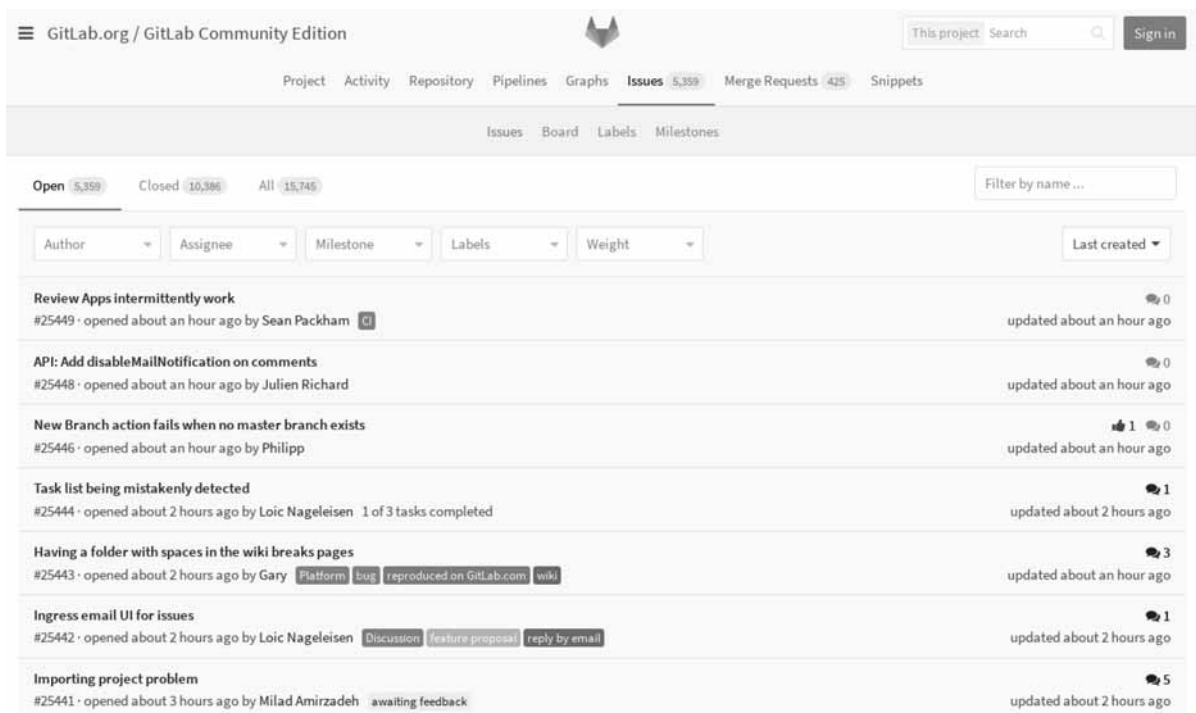 GitLab.org / GitLab Community Edition This project Search Sign in
Project Activity Repository Pipelines Graphs Issues 5,359 Merge Requests 425 Snippets
Issues Board Labels Milestones
Open 5,359 Closed 10,386 All 15,745 Filter by name ...
Author Assignee Milestone Labels Weight Last created
Review Apps intermittently work 0
#25449 · opened about an hour ago by Sean Packham CI updated about an hour ago
API: Add disableMailNotification on comments 0
#25448 · opened about an hour ago by Julien Richard updated about an hour ago
New Branch action fails when no master branch exists 1 0
#25446 · opened about an hour ago by Philipp updated about an hour ago
Task list being mistakenly detected 1
#25444 · opened about 2 hours ago by Loic Nageleisen 1 of 3 tasks completed updated about 2 hours ago
Having a folder with spaces in the wiki breaks pages 3
#25443 · opened about 2 hours ago by Gary Platform bug reproduced on GitLab.com wiki updated about an hour ago
Ingress email UI for issues 1
#25442 · opened about 2 hours ago by Loic Nageleisen Discussion feature proposal reply by email updated about 2 hours ago
Importing project problem 5
#25441 · opened about 3 hours ago by Milad Amirzadeh awaiting feedback updated about 2 hours ago